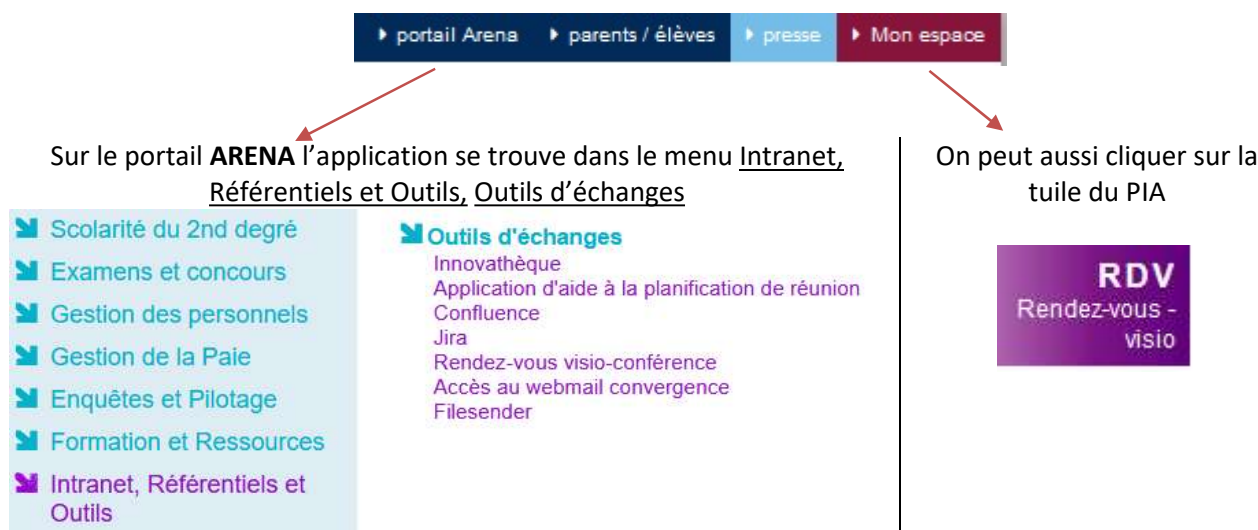 portail Arena parents / élèves presse Mon espace
Sur le portail ARENA l’application se trouve dans le menu Intranet,
Référentiels et Outils, Outils d’échanges
Scolarité du 2nd degré
Examens et concours
Gestion des personnels
Gestion de la Paie
Enquêtes et Pilotage
Formation et Ressources
Intranet, Référentiels et
Outils
Outils d'échanges
Innovathèque
Application d'aide à la planification de réunion
Confluence
Jira
Rendez-vous visio-conférence
Accès au webmail convergence
Filesender
On peut aussi cliquer sur la
tuile du PIA
RDV
Rendez-vous -
visio